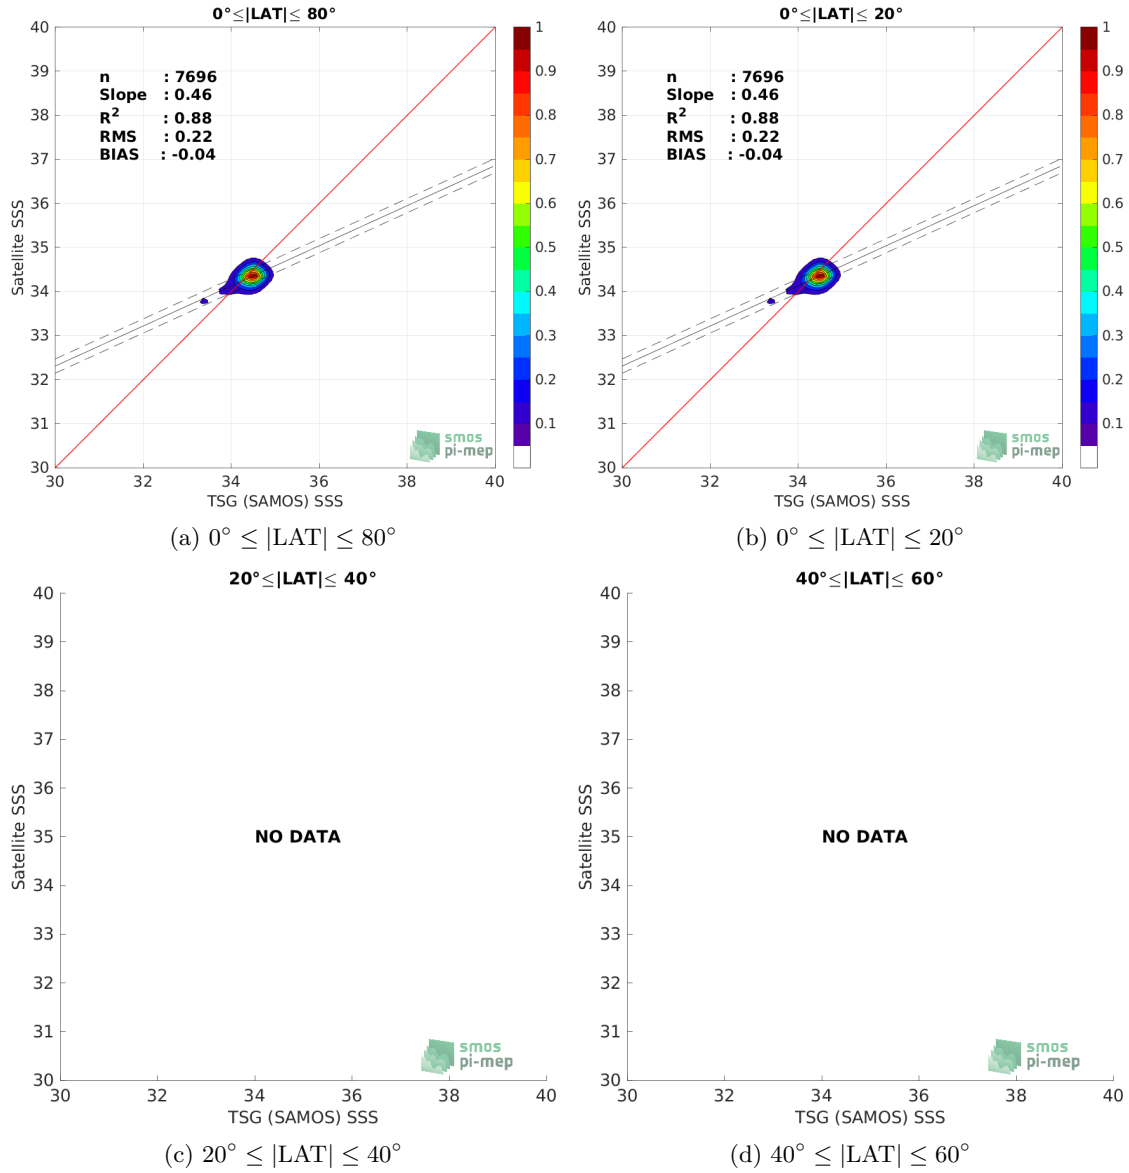 0°≤|LAT|≤ 80°
40
39
38
37
36
35
34
33
32
31
30
Satellite SSS
n : 7696
Slope : 0.46
R² : 0.88
RMS : 0.22
BIAS : -0.04
smos
pi-mep
30 32 34 36 38 40
TSG (SAMOS) SSS
1
0.9
0.8
0.7
0.6
0.5
0.4
0.3
0.2
0.1
(a) 0° ≤ |LAT| ≤ 80°
0°≤|LAT|≤ 20°
40
39
38
37
36
35
34
33
32
31
30
Satellite SSS
n : 7696
Slope : 0.46
R² : 0.88
RMS : 0.22
BIAS : -0.04
smos
pi-mep
30 32 34 36 38 40
TSG (SAMOS) SSS
1
0.9
0.8
0.7
0.6
0.5
0.4
0.3
0.2
0.1
(b) 0° ≤ |LAT| ≤ 20°
20°≤|LAT|≤ 40°
40
39
38
37
36
35
34
33
32
31
30
Satellite SSS
NO DATA
smos
pi-mep
30 32 34 36 38 40
TSG (SAMOS) SSS
(c) 20° ≤ |LAT| ≤ 40°
40°≤|LAT|≤ 60°
40
39
38
37
36
35
34
33
32
31
30
Satellite SSS
NO DATA
smos
pi-mep
30 32 34 36 38 40
TSG (SAMOS) SSS
(d) 40° ≤ |LAT| ≤ 60°